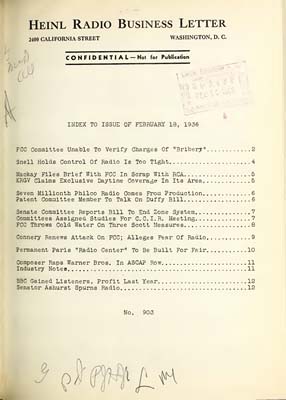 HEINL RADIO BUSINESS LETTER
2400 CALIFORNIA STREET WASHINGTON, D. C.
CONFIDENTIAL—Not for Publication
INDEX TO ISSUE OF FEBRUARY 18, 1936
FCC Committee Unable To Verify Charges Of "Bribery"............2
Snell Holds Control Of Radio Is Too Tight......................4
Mackay Files Brief With FCC In Scrap With RCA..................5
KRGV Claims Exclusive Daytime Coverage In Its Area.............5
Seven Millionth Philco Radio Comes From Production.............6
Patent Committee Member To Talk On Duffy Bill..................6
Senate Committee Reports Bill To End Zone System...............7
Committees Assigned Studies For C.C.I.R. Meeting...............7
FCC Throws Cold Water On Three Scott Measures..................8
Connery Renews Attack On FCC; Alleges Fear Of Radio............9
Permanent Paris "Radio Center" To Be Built For Fair...........10
Composer Raps Warner Bros. In ASCAP Row.......................11
Industry Notes................................................11
BBC Gained Listeners, Profit Last Year........................12
Senator Ashurst Spurns Radio..................................12
No. 903